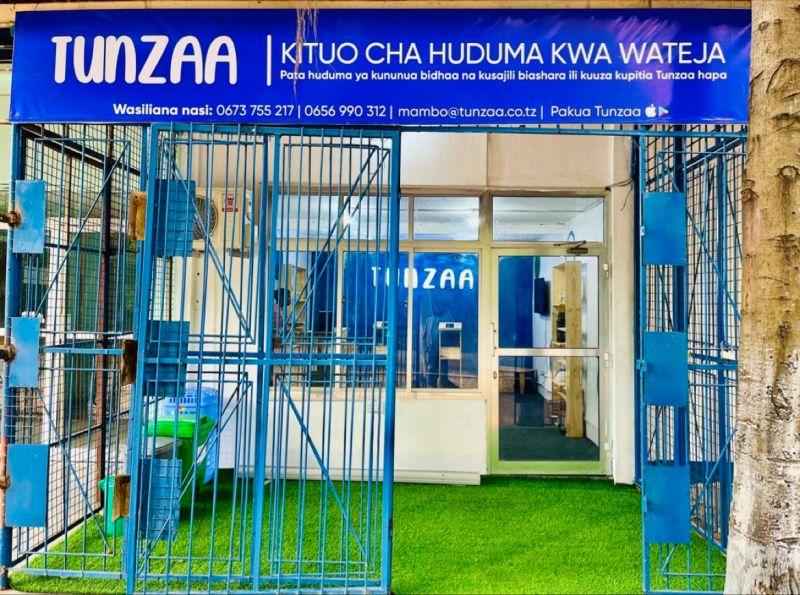 TUNZAA
KITUO CHA HUDUMA KWA WATEJA
Pata huduma ya kununua bidhaa na kusajili biashara ili kuuza kupitia Tunzaa hapa
Wasiliana nasi: 0673 755 217 | 0656 990 312 | mambo@tunzaa.co.tz | Pakua Tunzaa
TUNZAA